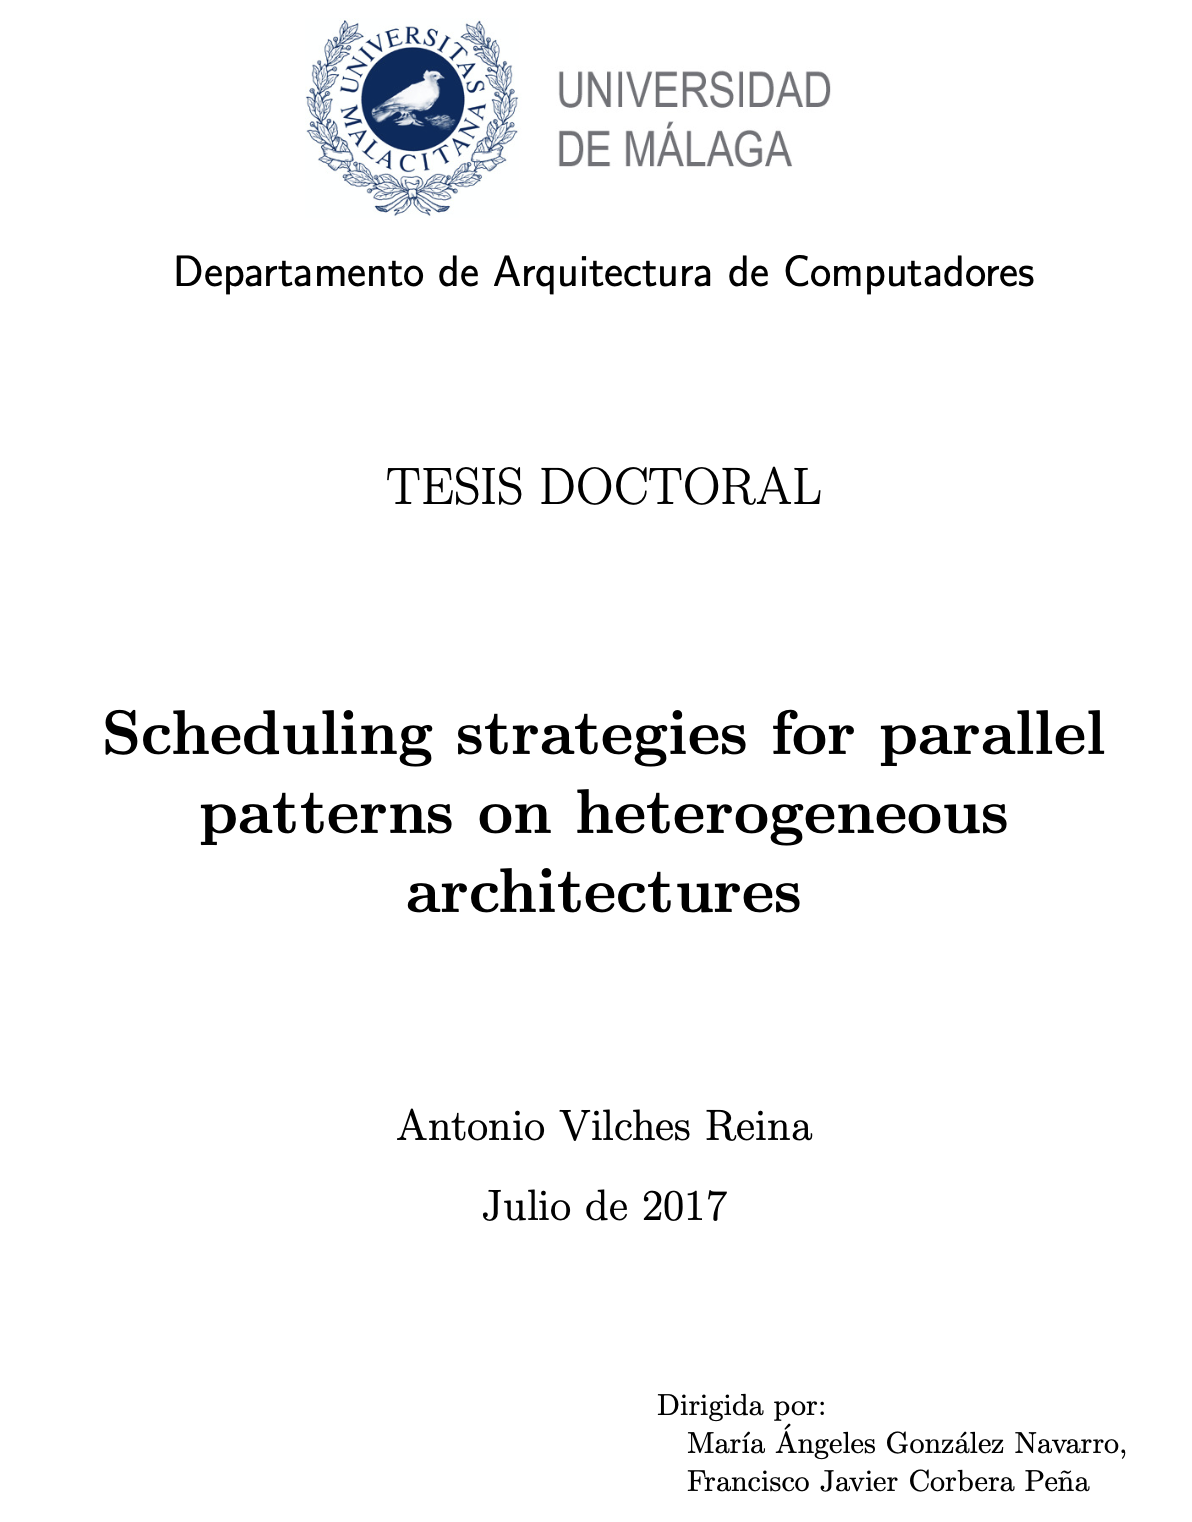 UNIVERSITAS MALACITANA
UNIVERSIDAD
DE MÁLAGA
Departamento de Arquitectura de Computadores
TESIS DOCTORAL
Scheduling strategies for parallel
patterns on heterogeneous
architectures
Antonio Vilches Reina
Julio de 2017
Dirigida por:
María Ángeles González Navarro,
Francisco Javier Corbera Peña